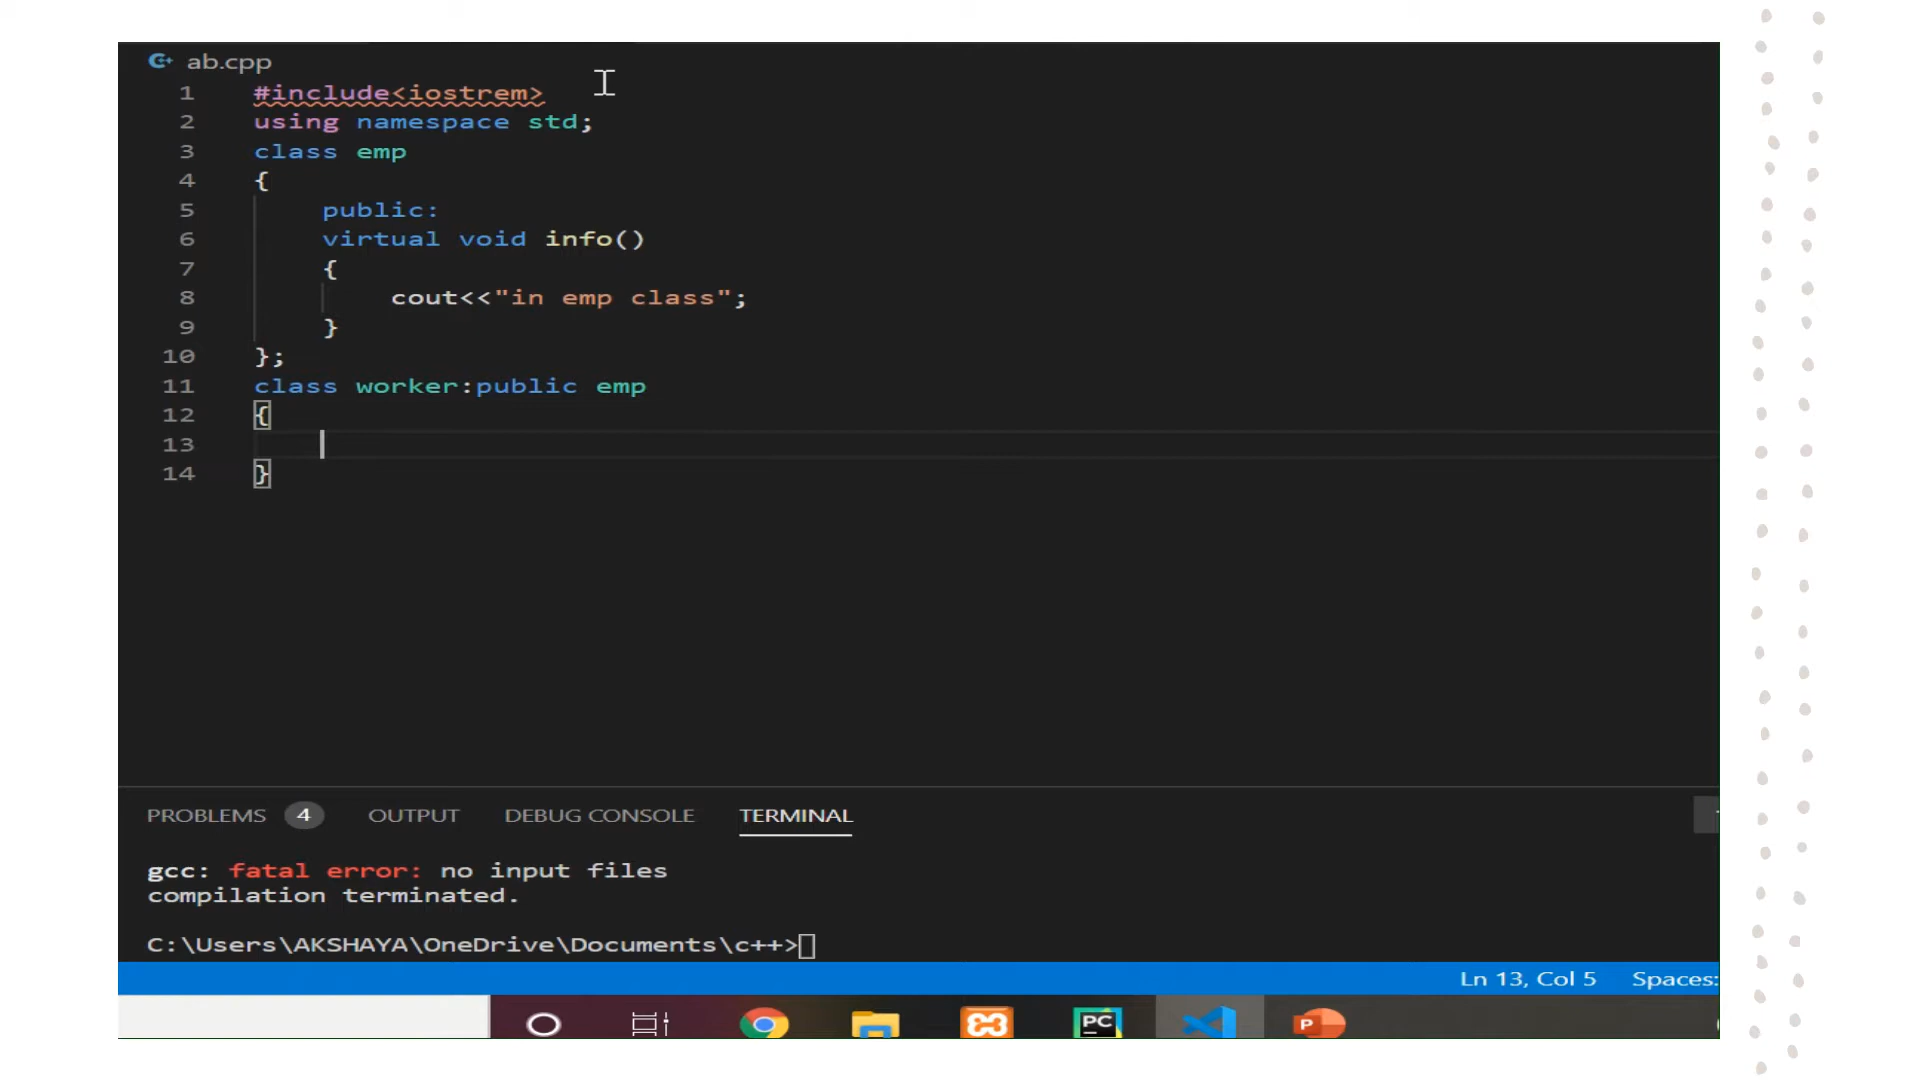 ab.cpp
1 #include<iostrem>
2 using namespace std;
3 class emp
4 {
5 public:
6 virtual void info()
7 {
8 cout<<"in emp class";
9 }
10 };
11 class worker:public emp
12 {
13
14 }
PROBLEMS 4 OUTPUT DEBUG CONSOLE TERMINAL
gcc: fatal error: no input files
compilation terminated.
C:\Users\AKSHAYA\OneDrive\Documents\c++>
Ln 13, Col 5 Spaces:
PC P